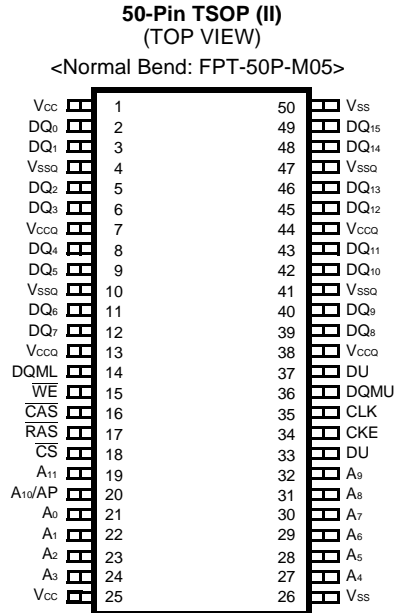 50-Pin TSOP (II)
(TOP VIEW)
<Normal Bend: FPT-50P-M05>
VCC 1 50 VSS
DQ0 2 49 DQ15
DQ1 3 48 DQ14
VSSQ 4 47 VSSQ
DQ2 5 46 DQ13
DQ3 6 45 DQ12
VCCQ 7 44 VCCQ
DQ4 8 43 DQ11
DQ5 9 42 DQ10
VSSQ 10 41 VSSQ
DQ6 11 40 DQ9
DQ7 12 39 DQ8
VCCQ 13 38 VCCQ
DQML 14 37 DU
WE 15 36 DQMU
CAS 16 35 CLK
RAS 17 34 CKE
CS 18 33 DU
A11 19 32 A9
A10/AP 20 31 A8
A0 21 30 A7
A1 22 29 A6
A2 23 28 A5
A3 24 27 A4
VCC 25 26 VSS